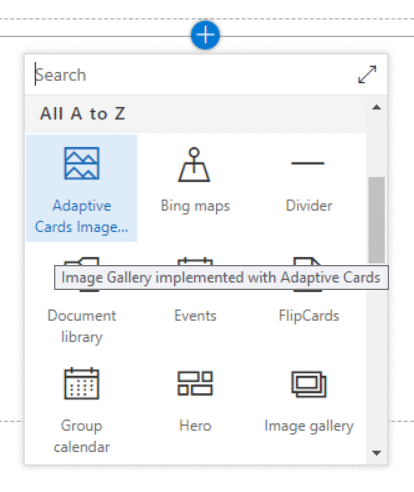 Search
All A to Z
Adaptive
Cards Image...
Bing maps
Divider
Image Gallery implemented with Adaptive Cards
Document
library
Events
FlipCards
Group
calendar
Hero
Image gallery